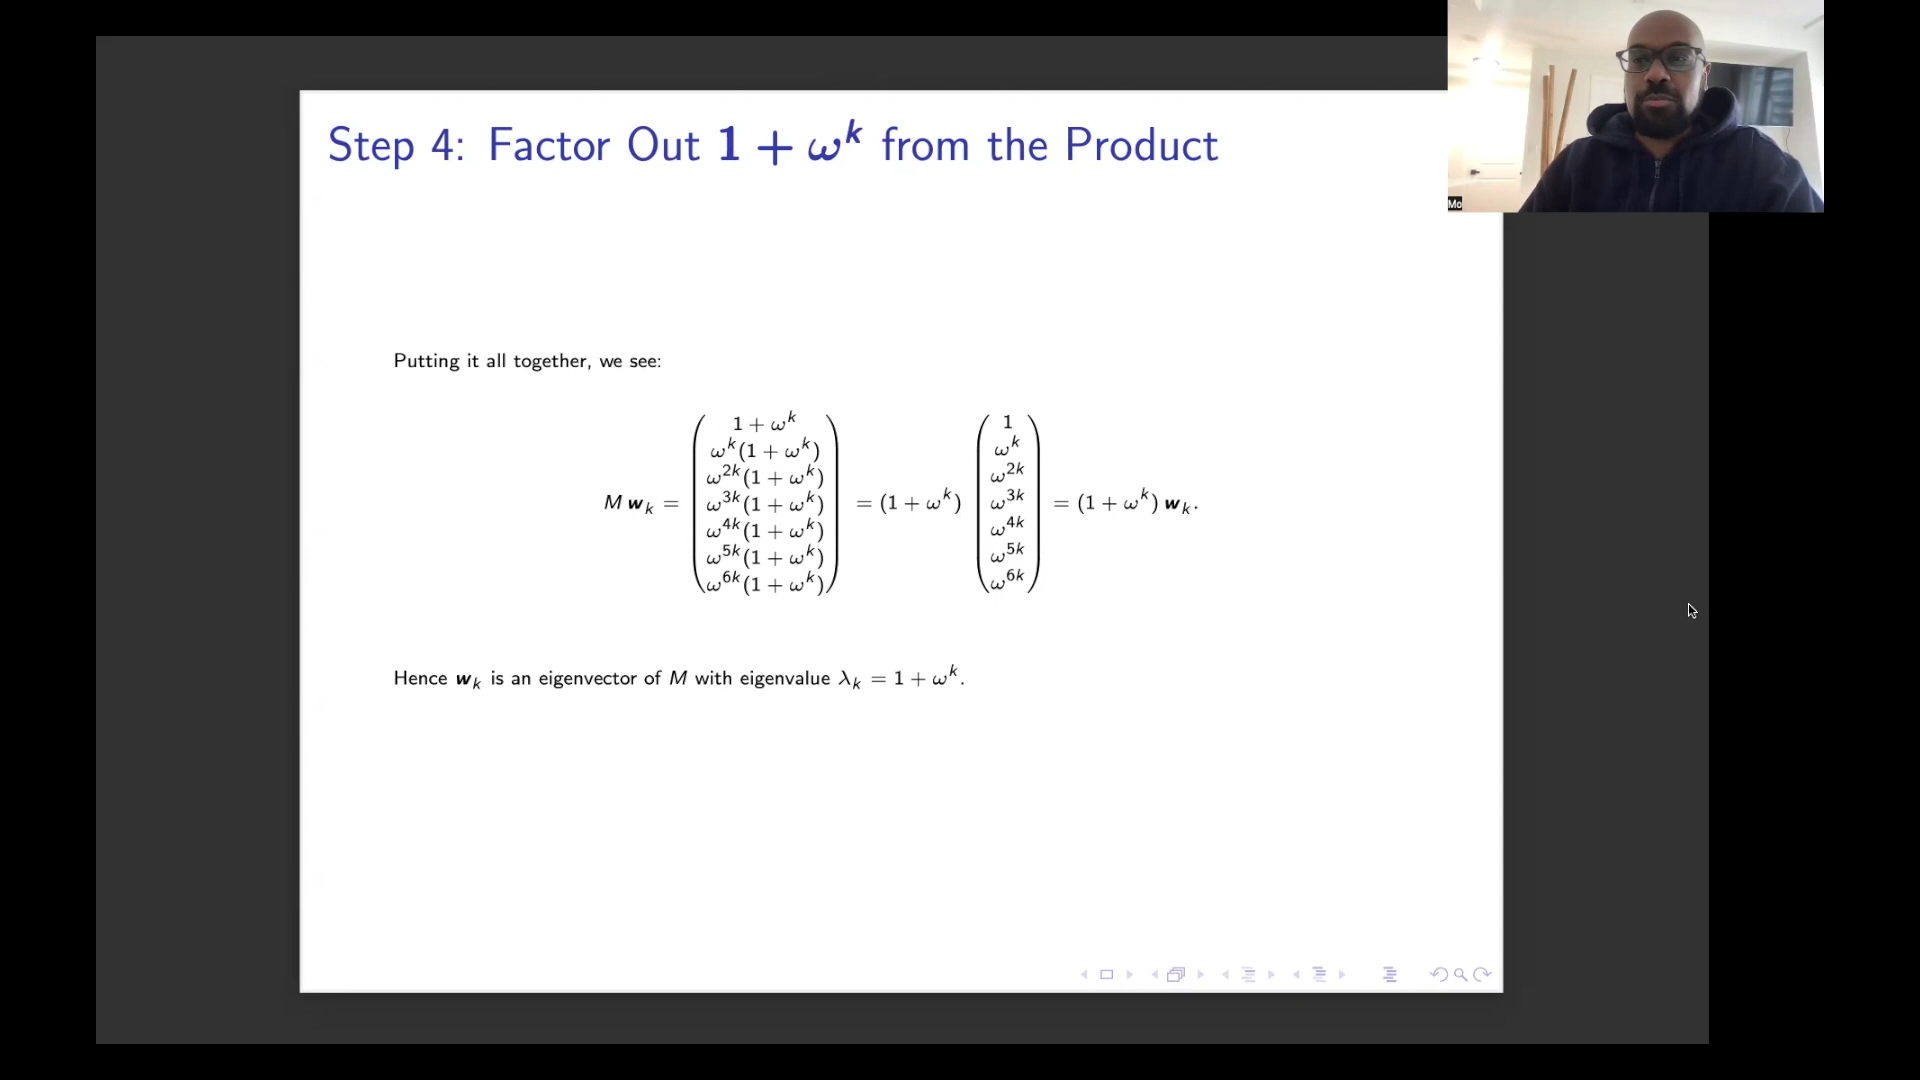 Step 4: Factor Out 1 + ω^k from the Product
Mo
Putting it all together, we see:
M w_k = ( 1 + ω^k ; ω^k(1 + ω^k) ; ω^{2k}(1 + ω^k) ; ω^{3k}(1 + ω^k) ; ω^{4k}(1 + ω^k) ; ω^{5k}(1 + ω^k) ; ω^{6k}(1 + ω^k) ) = (1 + ω^k) ( 1 ; ω^k ; ω^{2k} ; ω^{3k} ; ω^{4k} ; ω^{5k} ; ω^{6k} ) = (1 + ω^k) w_k.
Hence w_k is an eigenvector of M with eigenvalue λ_k = 1 + ω^k.